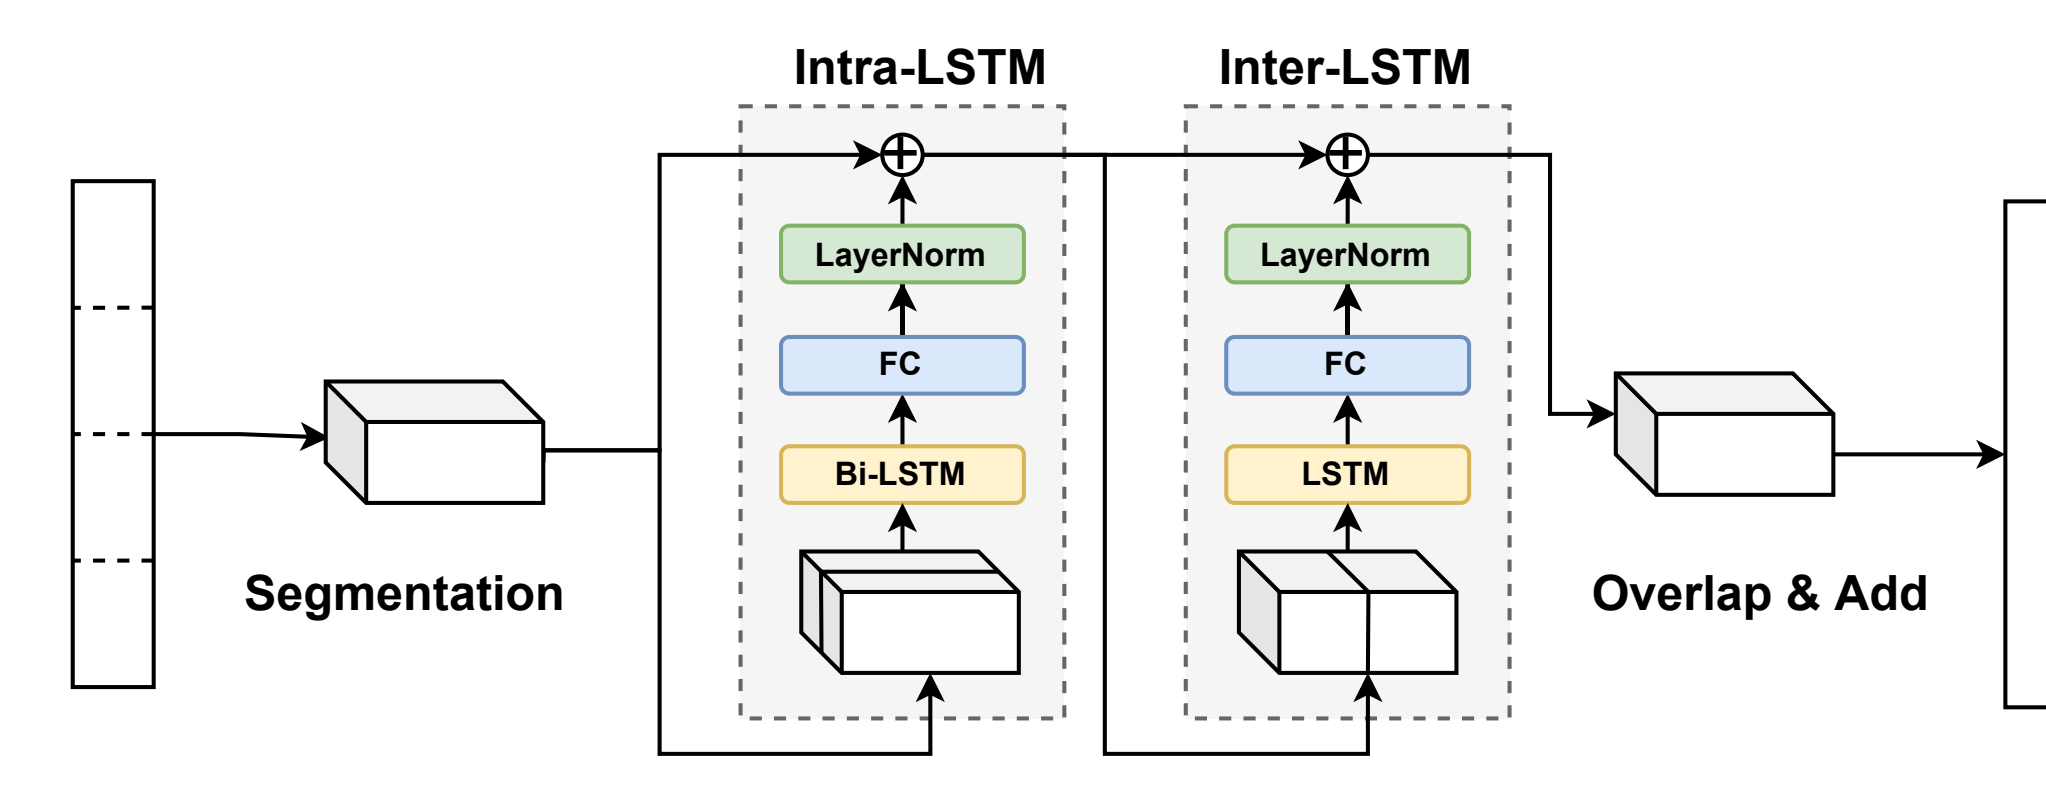 Intra-LSTM
Inter-LSTM
LayerNorm
LayerNorm
FC
FC
Bi-LSTM
LSTM
Segmentation
Overlap & Add